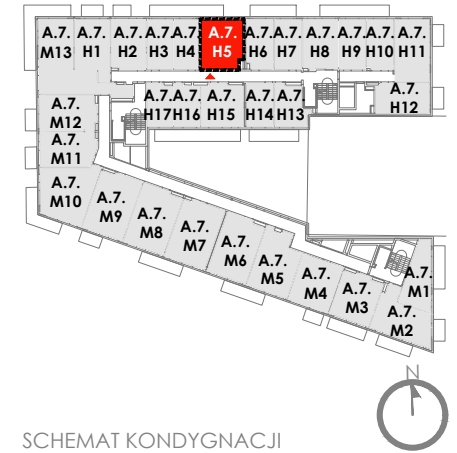 A.7. A.7. A.7. A.7. A.7. A.7. A.7. A.7. A.7. A.7. A.7. A.7.
M13 H1 H2 H3 H4 H5 H6 H7 H8 H9 H10 H11
A.7. A.7. A.7. A.7. A.7. A.7.
H17 H16 H15 H14 H13 H12
A.7.
M12
A.7.
M11
A.7.
M10
A.7.
M9
A.7.
M8
A.7.
M7
A.7.
M6
A.7.
M5
A.7.
M4
A.7.
M3
A.7.
M1
A.7.
M2
N
SCHEMAT KONDYGNACJI